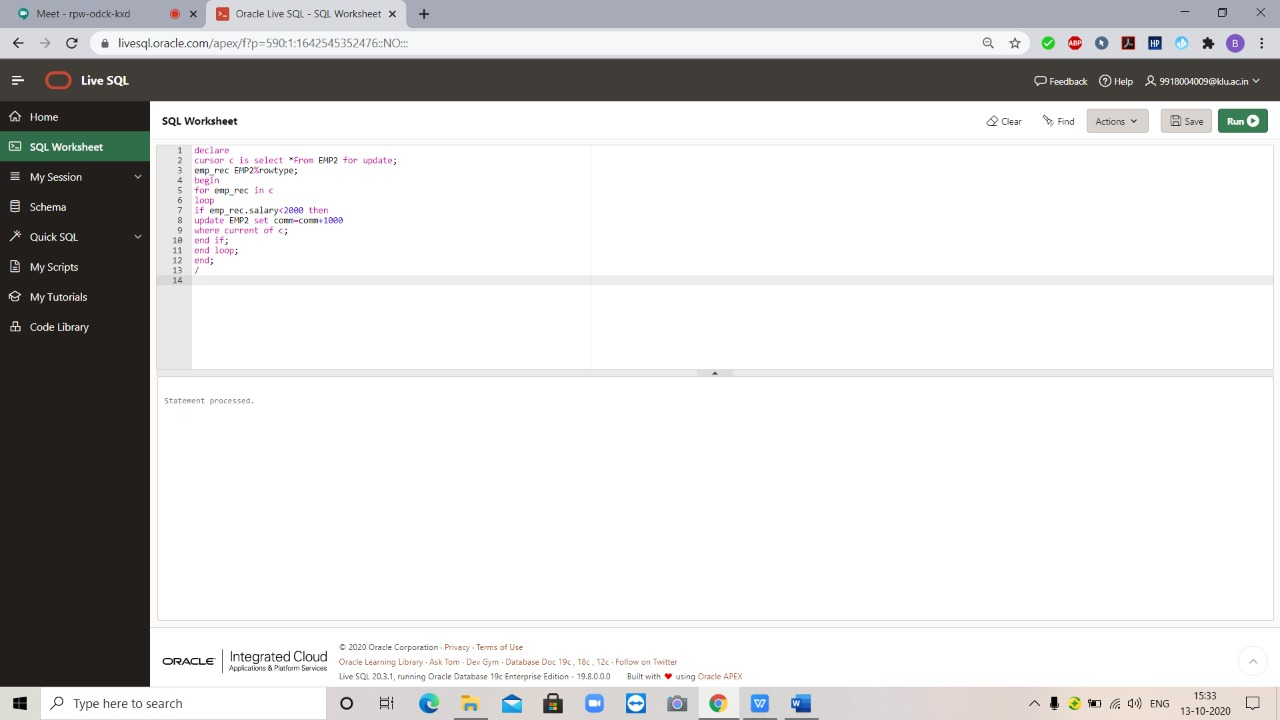 Meet - rpw-odck-kxd
Oracle Live SQL - SQL Worksheet
livesql.oracle.com/apex/f?p=590:1:1642545352476::NO:::
ABP
HP
B
Live SQL
Feedback
Help
9918004009@klu.ac.in
Home
SQL Worksheet
My Session
Schema
Quick SQL
My Scripts
My Tutorials
Code Library
SQL Worksheet
Clear
Find
Actions
Save
Run
1 declare
2 cursor c is select *From EMP2 for update;
3 emp_rec EMP2%rowtype;
4 begin
5 for emp_rec in c
6 loop
7 if emp_rec.salary<2000 then
8 update EMP2 set comm=comm+1000
9 where current of c;
10 end if;
11 end loop;
12 end;
13 /
14
Statement processed.
ORACLE
Integrated Cloud
Applications & Platform Services
© 2020 Oracle Corporation · Privacy · Terms of Use
Oracle Learning Library · Ask Tom · Dev Gym · Database Doc 19c , 18c , 12c · Follow on Twitter
Live SQL 20.3.1, running Oracle Database 19c Enterprise Edition - 19.8.0.0.0 Built with ❤ using Oracle APEX
Type here to search
ENG
15:33
13-10-2020